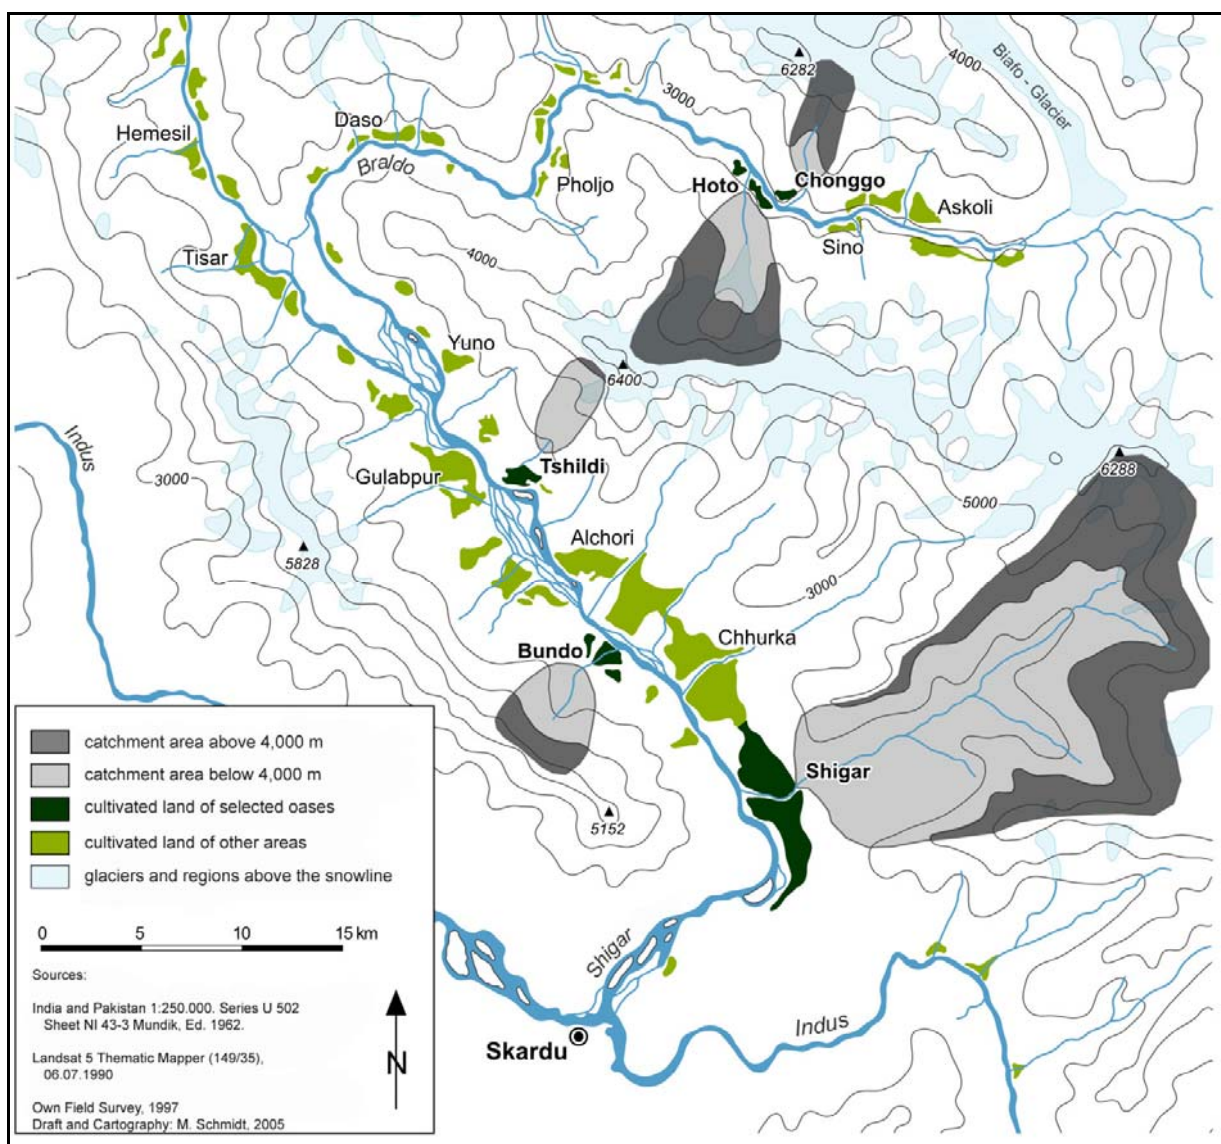 6282
4000
Biafo - Glacier
3000
Hemesil
Daso
Braldo
Pholjo
Hoto
Chonggo
Askoli
Sino
Tisar
4000
Yuno
6400
Indus
3000
Gulabpur
Tshildi
6288
5000
5828
Alchori
3000
Bundo
Chhurka
Shigar
5152
catchment area above 4,000 m
catchment area below 4,000 m
cultivated land of selected oases
cultivated land of other areas
glaciers and regions above the snowline
0 5 10 15 km
Sources:
India and Pakistan 1:250.000. Series U 502
Sheet NI 43-3 Mundik, Ed. 1962.
Landsat 5 Thematic Mapper (149/35),
06.07.1990
Own Field Survey, 1997
Draft and Cartography: M. Schmidt, 2005
N
Shigar
Skardu
Indus